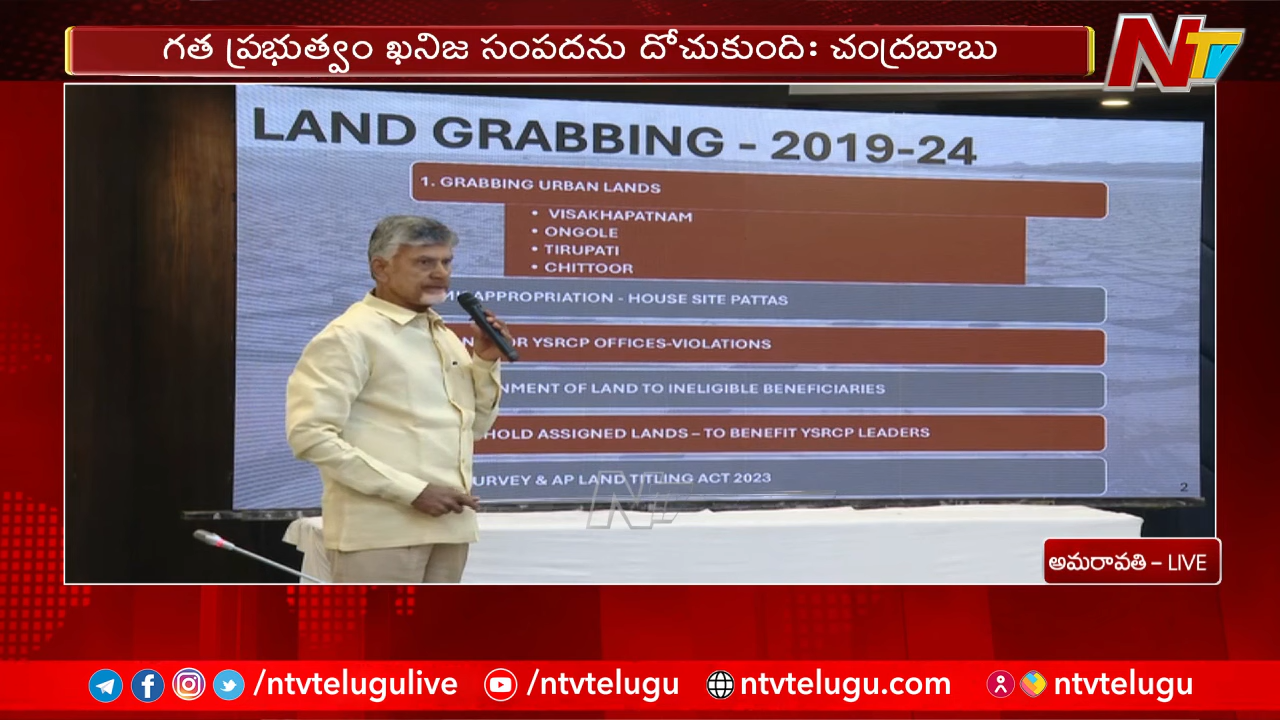 గత ప్రభుత్వం ఖనిజ సంపదను దోచుకుంది: చంద్రబాబు
NTV
LAND GRABBING - 2019-24
1. GRABBING URBAN LANDS
• VISAKHAPATNAM
• ONGOLE
• TIRUPATI
• CHITTOOR
APPROPRIATION - HOUSE SITE PATTAS
YSRCP OFFICES-VIOLATIONS
NMENT OF LAND TO INELIGIBLE BENEFICIARIES
HOLD ASSIGNED LANDS – TO BENEFIT YSRCP LEADERS
URVEY & AP LAND TITLING ACT 2023
2
NTV
అమరావతి – LIVE
/ntvtelugulive /ntvtelugu ntvtelugu.com ntvtelugu